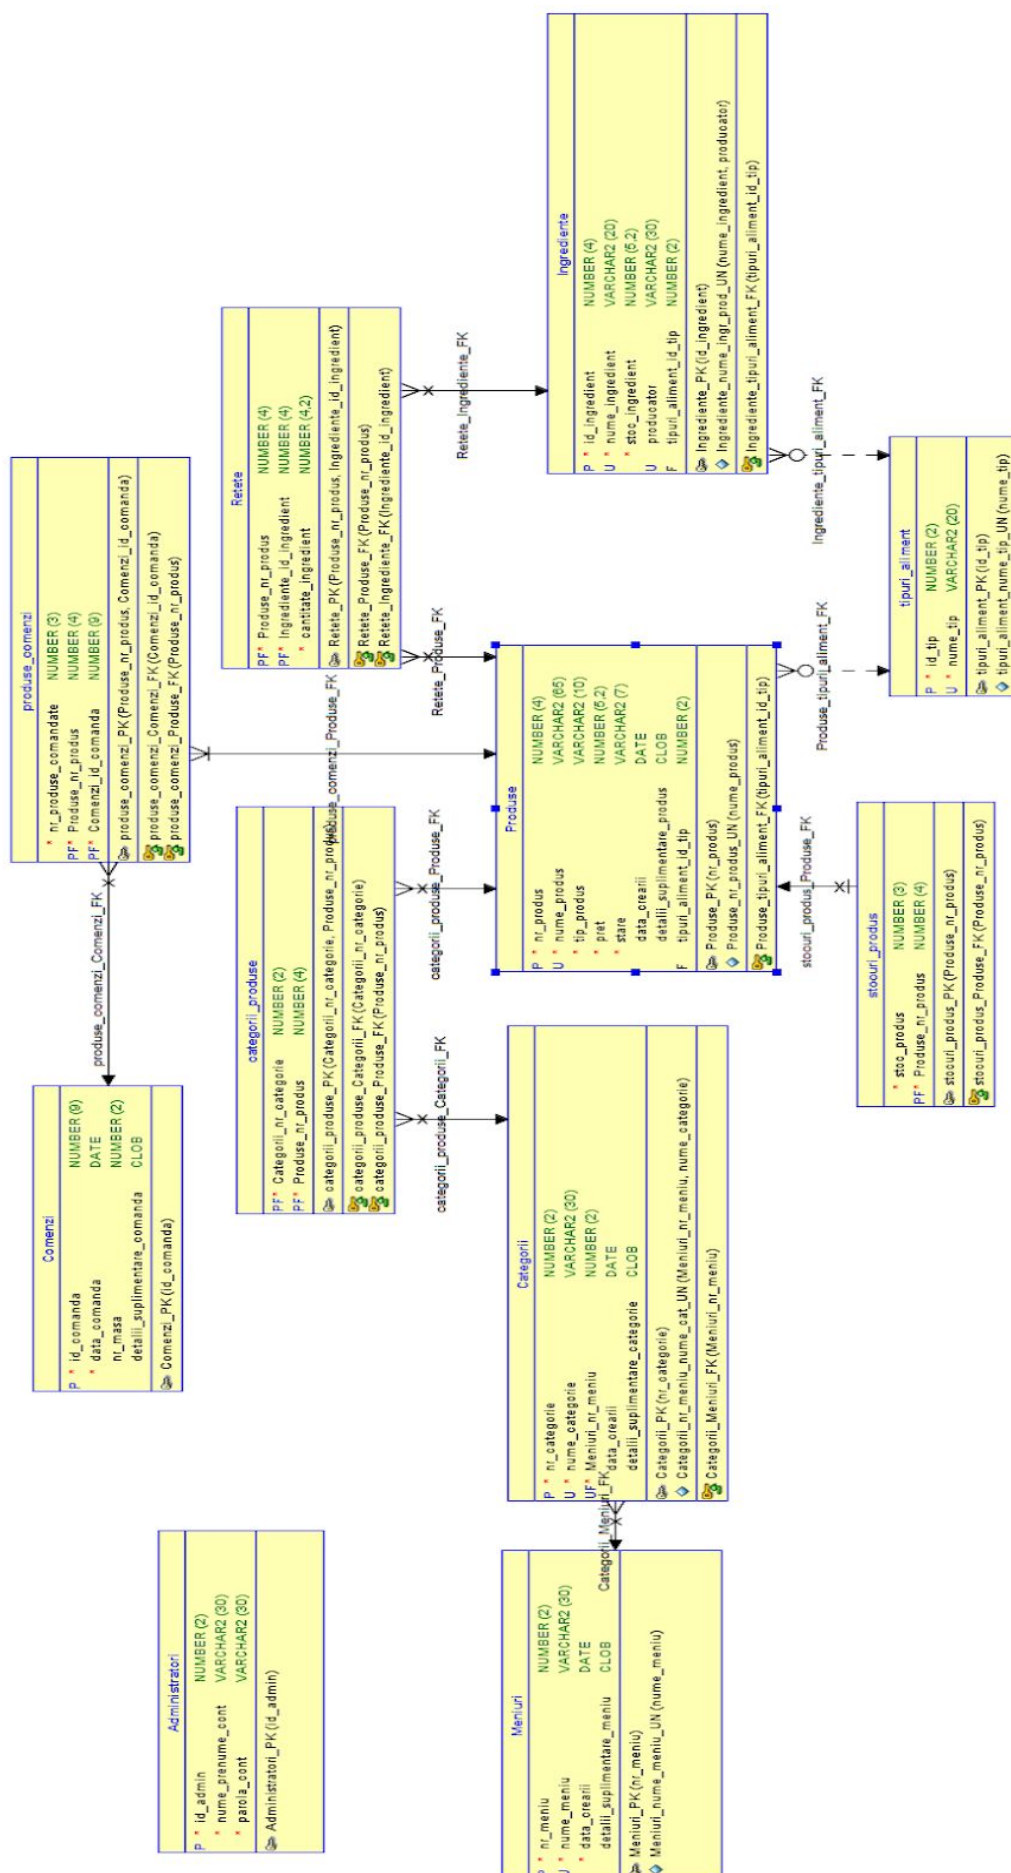 Administratori
P * id_admin NUMBER (2)
* nume_prenume_cont VARCHAR2 (30)
* parola_cont VARCHAR2 (30)
Administratori_PK (id_admin)
Comenzi
P * id_comanda NUMBER (9)
* data_comanda DATE
nr_masa NUMBER (2)
detalii_suplimentare_comanda CLOB
Comenzi_PK (id_comanda)
produse_comenzi_Comenzi_FK
produse_comenzi
* nr_produse_comandate NUMBER (3)
PF* Produse_nr_produs NUMBER (4)
PF* Comenzi_id_comanda NUMBER (9)
produse_comenzi_PK (Produse_nr_produs, Comenzi_id_comanda)
produse_comenzi_Comenzi_FK (Comenzi_id_comanda)
produse_comenzi_Produse_FK (Produse_nr_produs)
categorii_produse
PF* Categorii_nr_categorie NUMBER (2)
PF* Produse_nr_produs NUMBER (4)
categorii_produse_PK (Categorii_nr_categorie, Produse_nr_produs)
categorii_produse_Categorii_FK (Categorii_nr_categorie)
categorii_produse_Produse_FK (Produse_nr_produs)
produse_comenzi_Produse_FK
Retete
PF* Produse_nr_produs NUMBER (4)
PF* Ingrediente_id_ingredient NUMBER (4)
* cantitate_ingredient NUMBER (4,2)
Retete_PK (Produse_nr_produs, Ingrediente_id_ingredient)
Retete_Produse_FK (Produse_nr_produs)
Retete_Ingrediente_FK (Ingrediente_id_ingredient)
categorii_produse_Categorii_FK
categorii_produse_Produse_FK
Retete_Produse_FK
Retete_Ingrediente_FK
Meniuri
P * nr_meniu NUMBER (2)
U * nume_meniu VARCHAR2 (30)
* data_crearii DATE
detalii_suplimentare_meniu CLOB
Meniuri_PK (nr_meniu)
Meniuri_nume_meniu_UN (nume_meniu)
Categorii_Meniuri_FK
Categorii
P * nr_categorie NUMBER (2)
U * nume_categorie VARCHAR2 (30)
UF* Meniuri_nr_meniu NUMBER (2)
data_crearii DATE
detalii_suplimentare_categorie CLOB
Categorii_PK (nr_categorie)
Categorii_nr_meniu_nume_cat_UN (Meniuri_nr_meniu, nume_categorie)
Categorii_Meniuri_FK (Meniuri_nr_meniu)
Produse
P * nr_produs NUMBER (4)
U * nume_produs VARCHAR2 (65)
* tip_produs VARCHAR2 (10)
* pret NUMBER (5,2)
* stare VARCHAR2 (7)
data_crearii DATE
detalii_suplimentare_produs CLOB
F tipuri_aliment_id_tip NUMBER (2)
Produse_PK (nr_produs)
Produse_nr_produs_UN (nume_produs)
Produse_tipuri_aliment_FK (tipuri_aliment_id_tip)
Ingrediente
P * id_ingredient NUMBER (4)
U * nume_ingredient VARCHAR2 (20)
* stoc_ingredient NUMBER (5,2)
U producator VARCHAR2 (30)
F tipuri_aliment_id_tip NUMBER (2)
Ingrediente_PK (id_ingredient)
Ingrediente_nume_ingr_prod_UN (nume_ingredient, producator)
Ingrediente_tipuri_aliment_FK (tipuri_aliment_id_tip)
stocuri_produs_Produse_FK
Produse_tipuri_aliment_FK
Ingrediente_tipuri_aliment_FK
stocuri_produs
* stoc_produs NUMBER (3)
PF* Produse_nr_produs NUMBER (4)
stocuri_produs_PK (Produse_nr_produs)
stocuri_produs_Produse_FK (Produse_nr_produs)
tipuri_aliment
P * id_tip NUMBER (2)
U * nume_tip VARCHAR2 (20)
tipuri_aliment_PK (id_tip)
tipuri_aliment_nume_tip_UN (nume_tip)